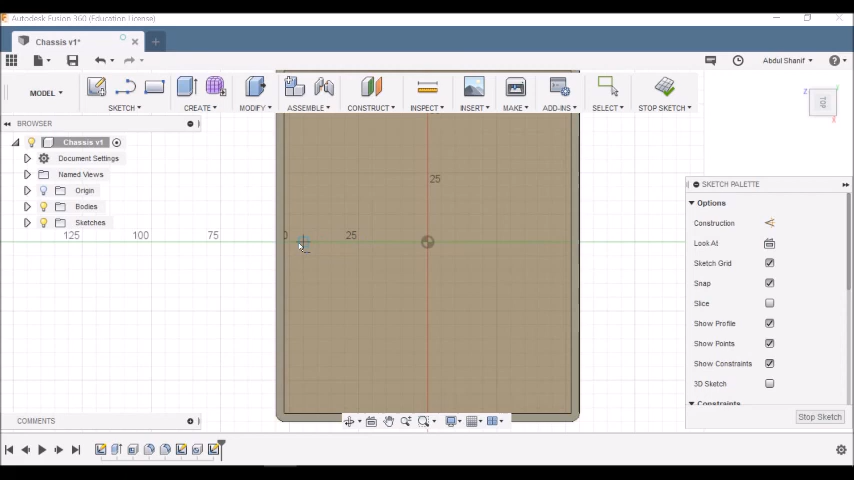 Autodesk Fusion 360 (Education License)
Chassis v1*
Abdul Sharif
MODEL
SKETCH
CREATE
MODIFY
ASSEMBLE
CONSTRUCT
INSPECT
INSERT
MAKE
ADD-INS
SELECT
STOP SKETCH
TOP
Z
BROWSER
Chassis v1
Document Settings
Named Views
Origin
Bodies
Sketches
125
100
75
0
25
25
SKETCH PALETTE
Options
Construction
Look At
Sketch Grid
Snap
Slice
Show Profile
Show Points
Show Constraints
3D Sketch
Constraints
Stop Sketch
COMMENTS